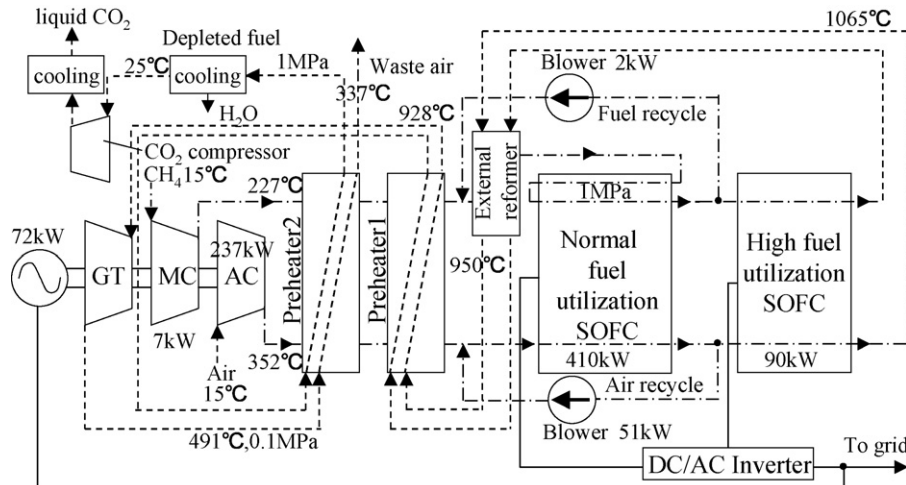 liquid CO₂
Depleted fuel
1065℃
cooling
25℃
cooling
1MPa
Waste air
337℃
Blower 2kW
H₂O
928℃
Fuel recycle
CO₂ compressor
CH₄15℃
227℃
External
reformer
1MPa
72kW
GT
MC
237kW
AC
Preheater2
Preheater1
950℃
Normal
fuel
utilization
SOFC
410kW
High fuel
utilization
SOFC
90kW
7kW
352℃
Air
15℃
Air recycle
491℃,0.1MPa
Blower 51kW
To grid
DC/AC Inverter